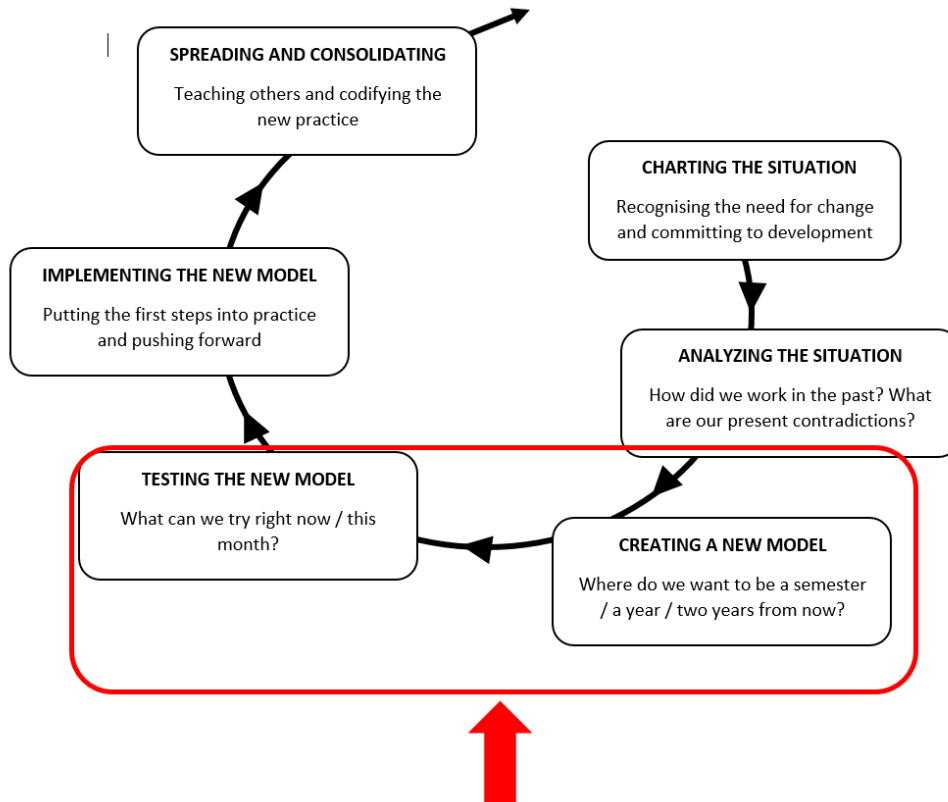 SPREADING AND CONSOLIDATING
Teaching others and codifying the
new practice
CHARTING THE SITUATION
Recognising the need for change
and committing to development
IMPLEMENTING THE NEW MODEL
Putting the first steps into practice
and pushing forward
ANALYZING THE SITUATION
How did we work in the past? What
are our present contradictions?
TESTING THE NEW MODEL
What can we try right now / this
month?
CREATING A NEW MODEL
Where do we want to be a semester
/ a year / two years from now?